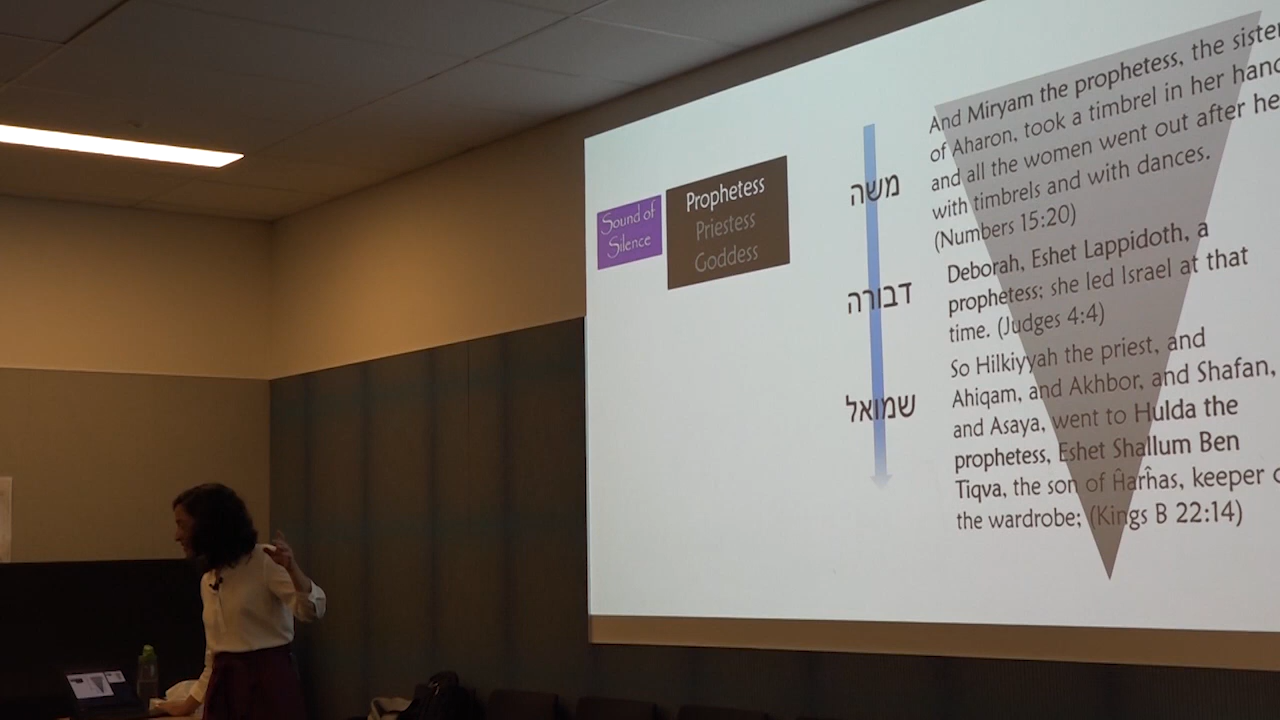 Sound of
Silence
Prophetess
Priestess
Goddess
משה
דבורה
שמואל
And Miryam the prophetess, the sister
of Aharon, took a timbrel in her hand
and all the women went out after he
with timbrels and with dances.
(Numbers 15:20)
Deborah, Eshet Lappidoth, a
prophetess; she led Israel at that
time. (Judges 4:4)
So Hilkiyyah the priest, and
Ahiqam, and Akhbor, and Shafan,
and Asaya, went to Hulda the
prophetess, Eshet Shallum Ben
Tiqva, the son of Ĥarĥas, keeper
the wardrobe; (Kings B 22:14)